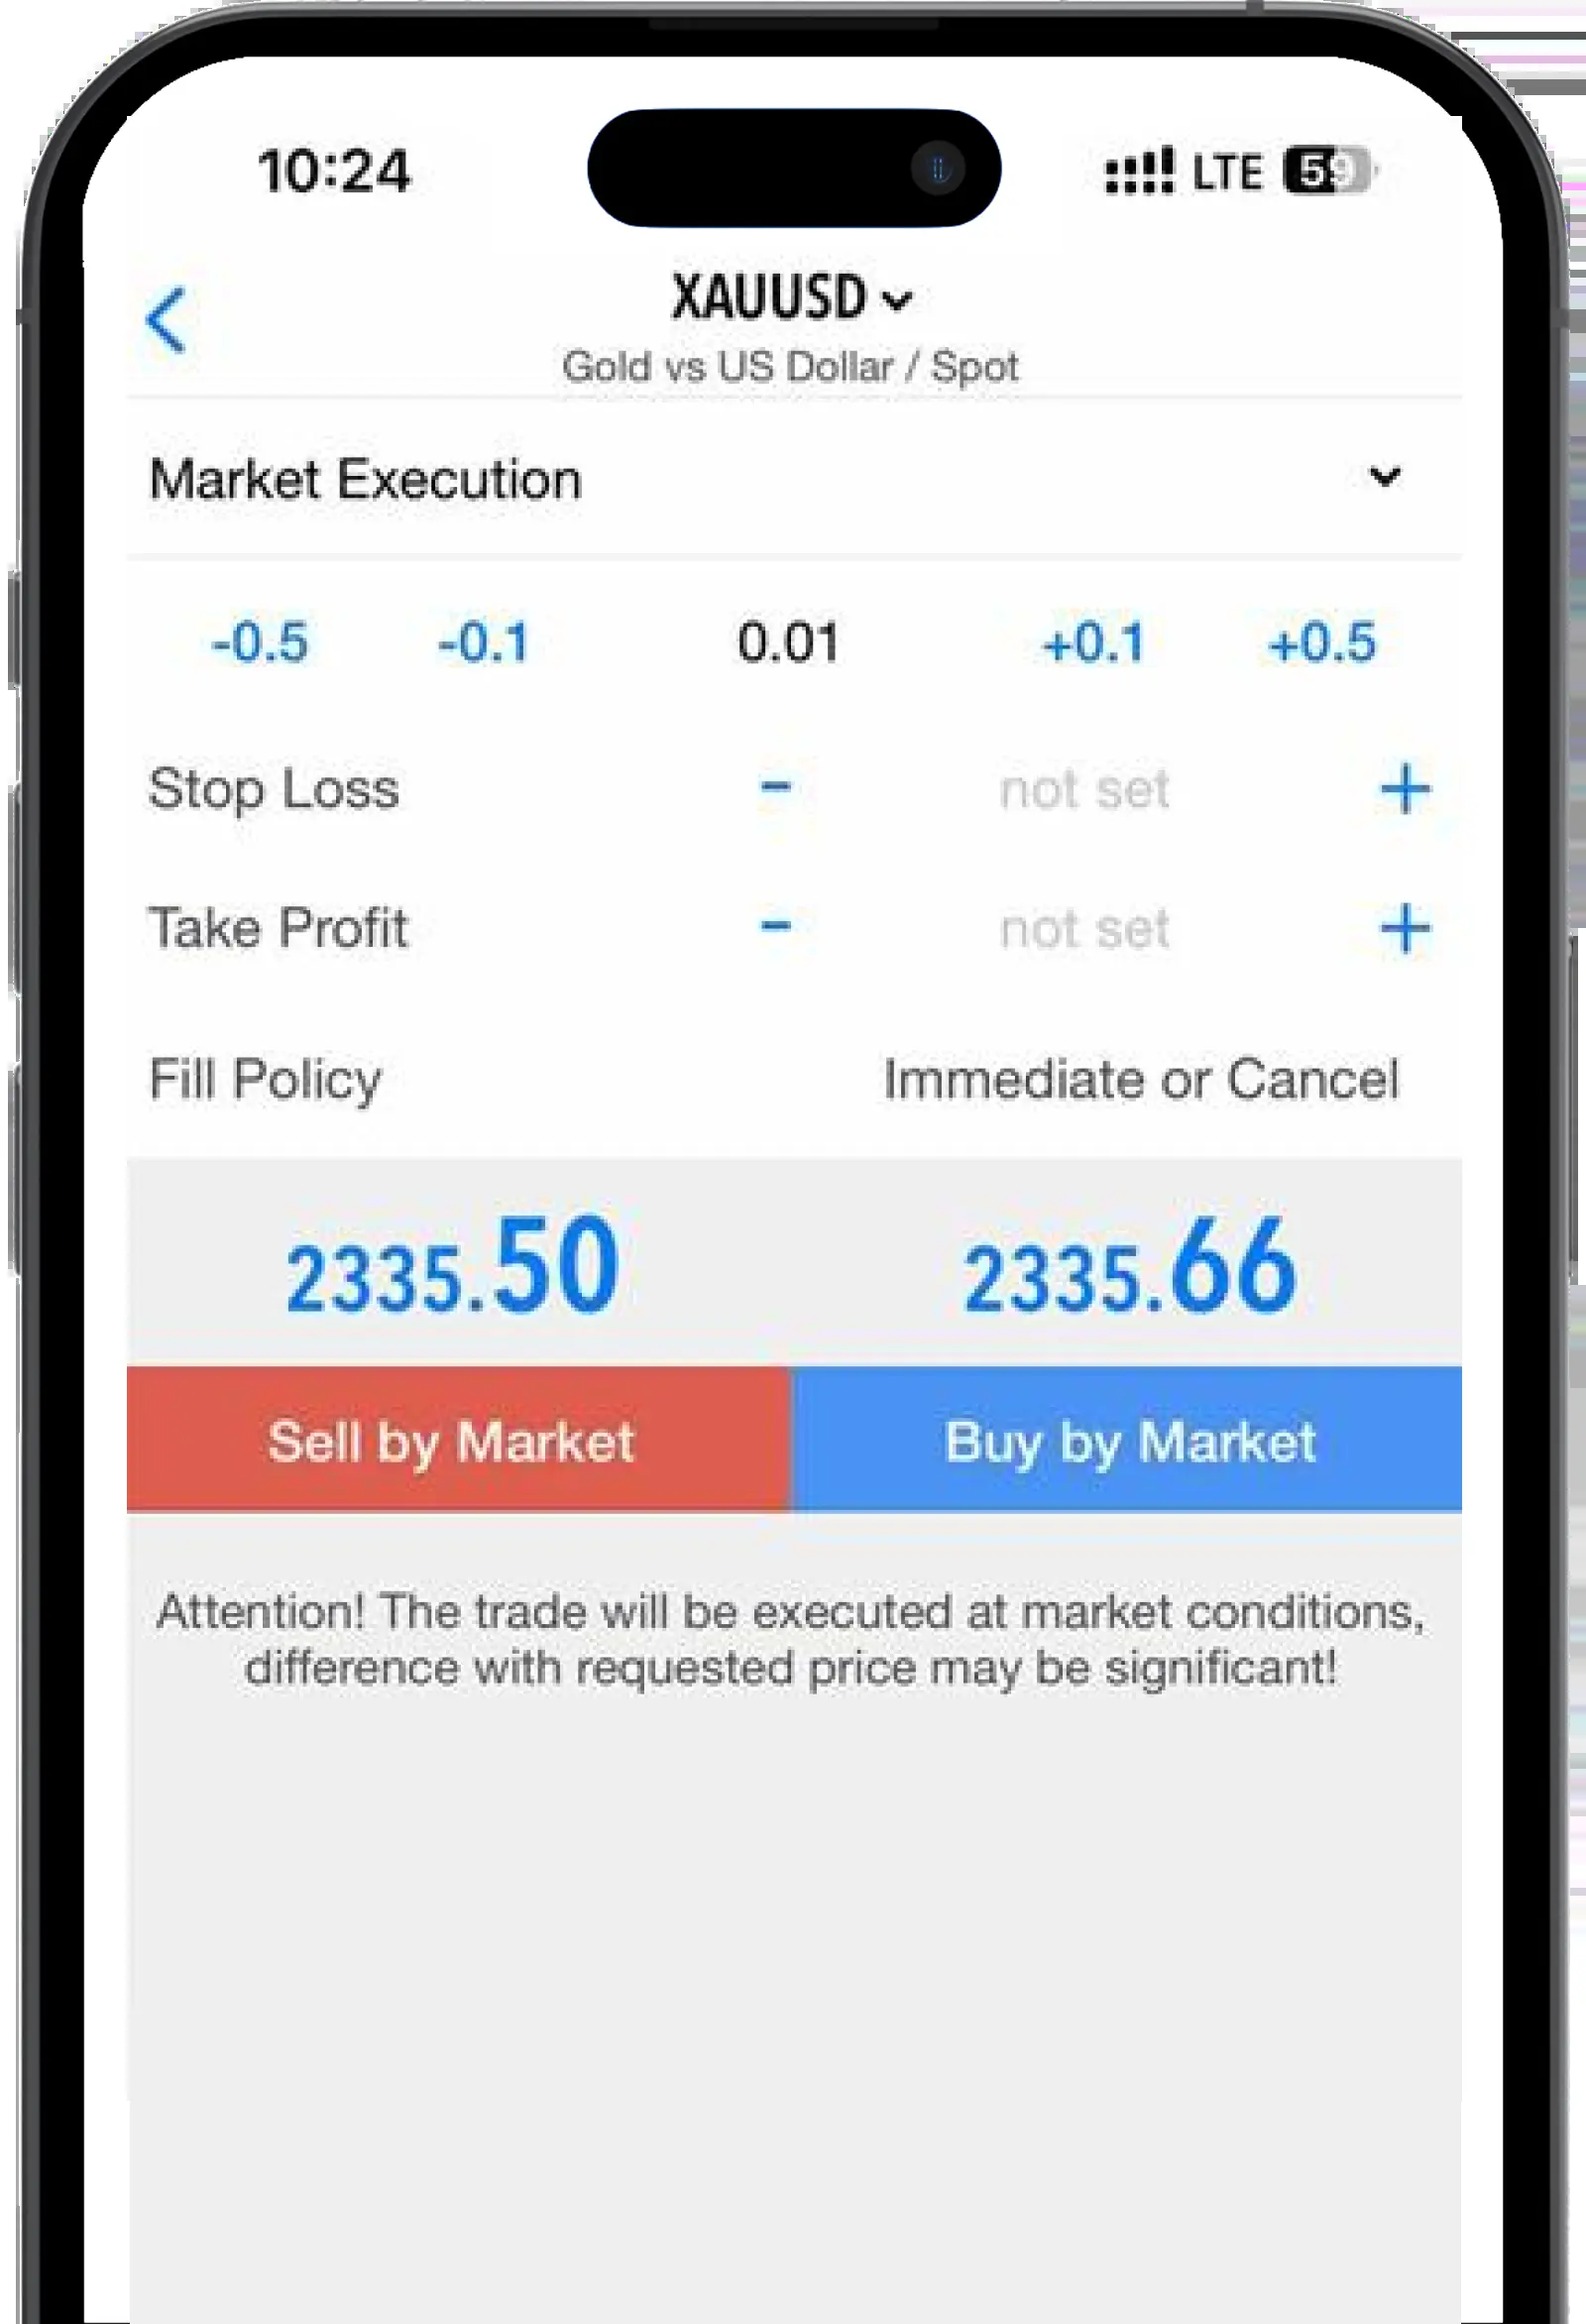 10:24 LTE 59
XAUUSD
Gold vs US Dollar / Spot
Market Execution
-0.5 -0.1 0.01 +0.1 +0.5
Stop Loss - not set +
Take Profit - not set +
Fill Policy Immediate or Cancel
2335.50 2335.66
Sell by Market Buy by Market
Attention! The trade will be executed at market conditions,
difference with requested price may be significant!